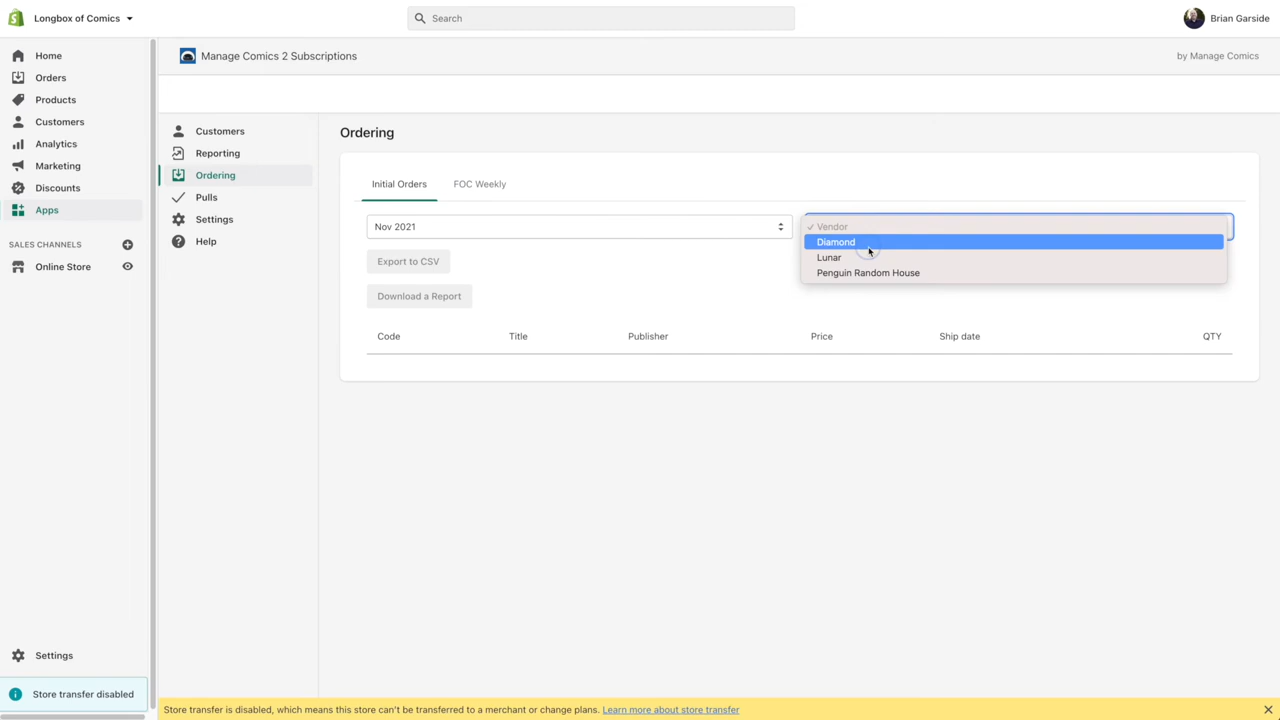 Longbox of Comics
Search
Brian Garside
Home
Orders
Products
Customers
Analytics
Marketing
Discounts
Apps
SALES CHANNELS
Online Store
Settings
Store transfer disabled
Manage Comics 2 Subscriptions
by Manage Comics
Customers
Reporting
Ordering
Pulls
Settings
Help
Ordering
Initial Orders
FOC Weekly
Nov 2021
Vendor
Diamond
Lunar
Penguin Random House
Export to CSV
Download a Report
Code Title Publisher Price Ship date QTY
Store transfer is disabled, which means this store can't be transferred to a merchant or change plans. Learn more about store transfer